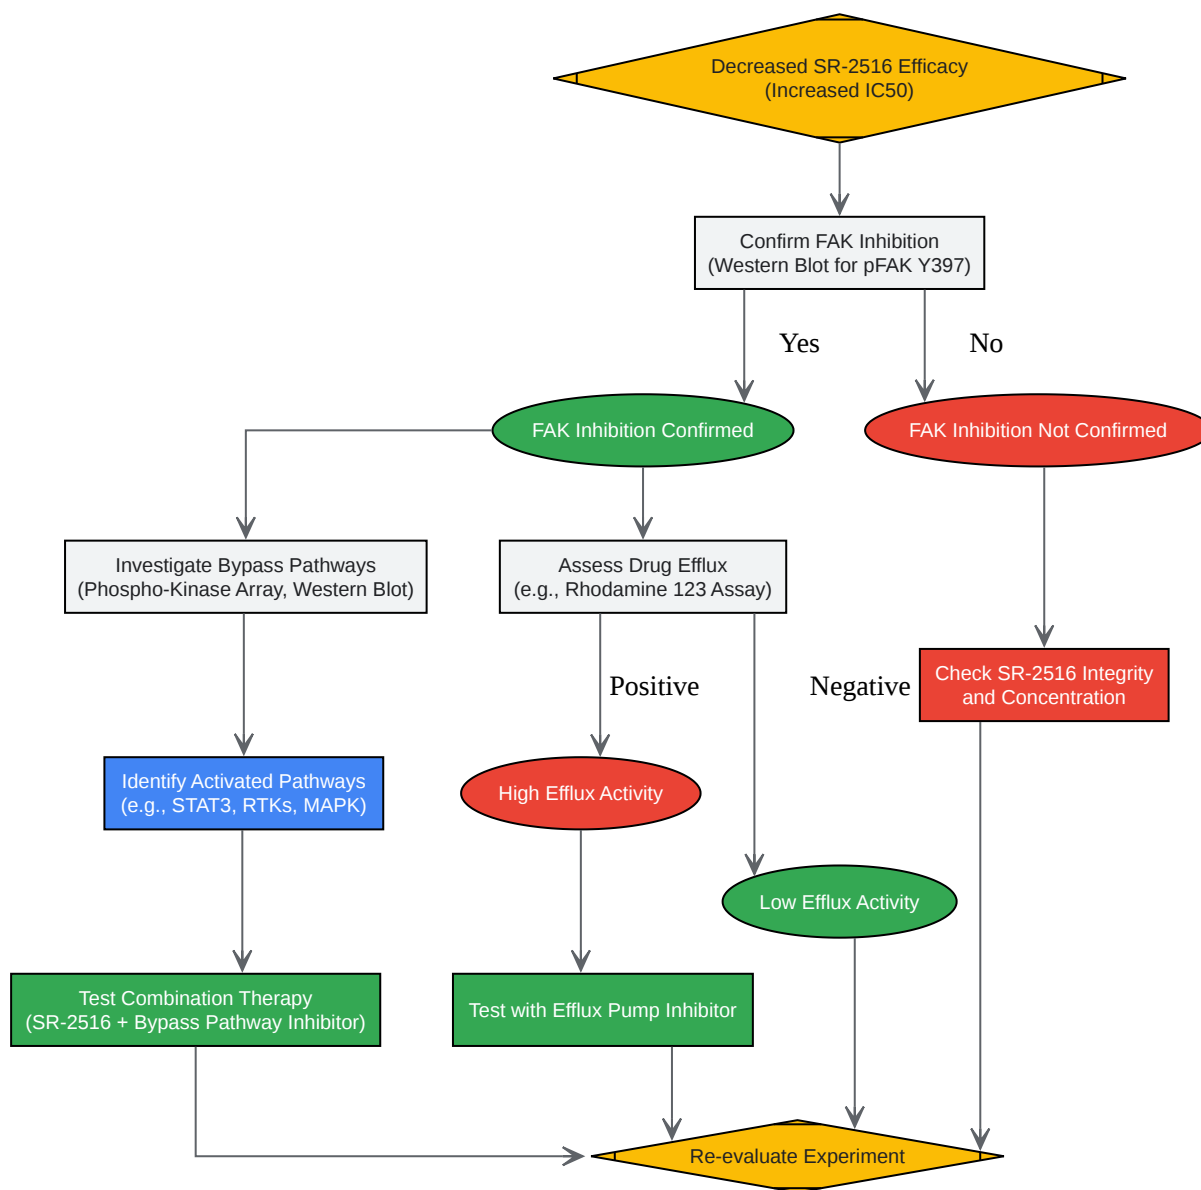 Decreased SR-2516 Efficacy
(Increased IC50)
Confirm FAK Inhibition
(Western Blot for pFAK Y397)
Yes
No
FAK Inhibition Confirmed
FAK Inhibition Not Confirmed
Investigate Bypass Pathways
(Phospho-Kinase Array, Western Blot)
Assess Drug Efflux
(e.g., Rhodamine 123 Assay)
Positive
Negative
Check SR-2516 Integrity
and Concentration
Identify Activated Pathways
(e.g., STAT3, RTKs, MAPK)
High Efflux Activity
Low Efflux Activity
Test Combination Therapy
(SR-2516 + Bypass Pathway Inhibitor)
Test with Efflux Pump Inhibitor
Re-evaluate Experiment